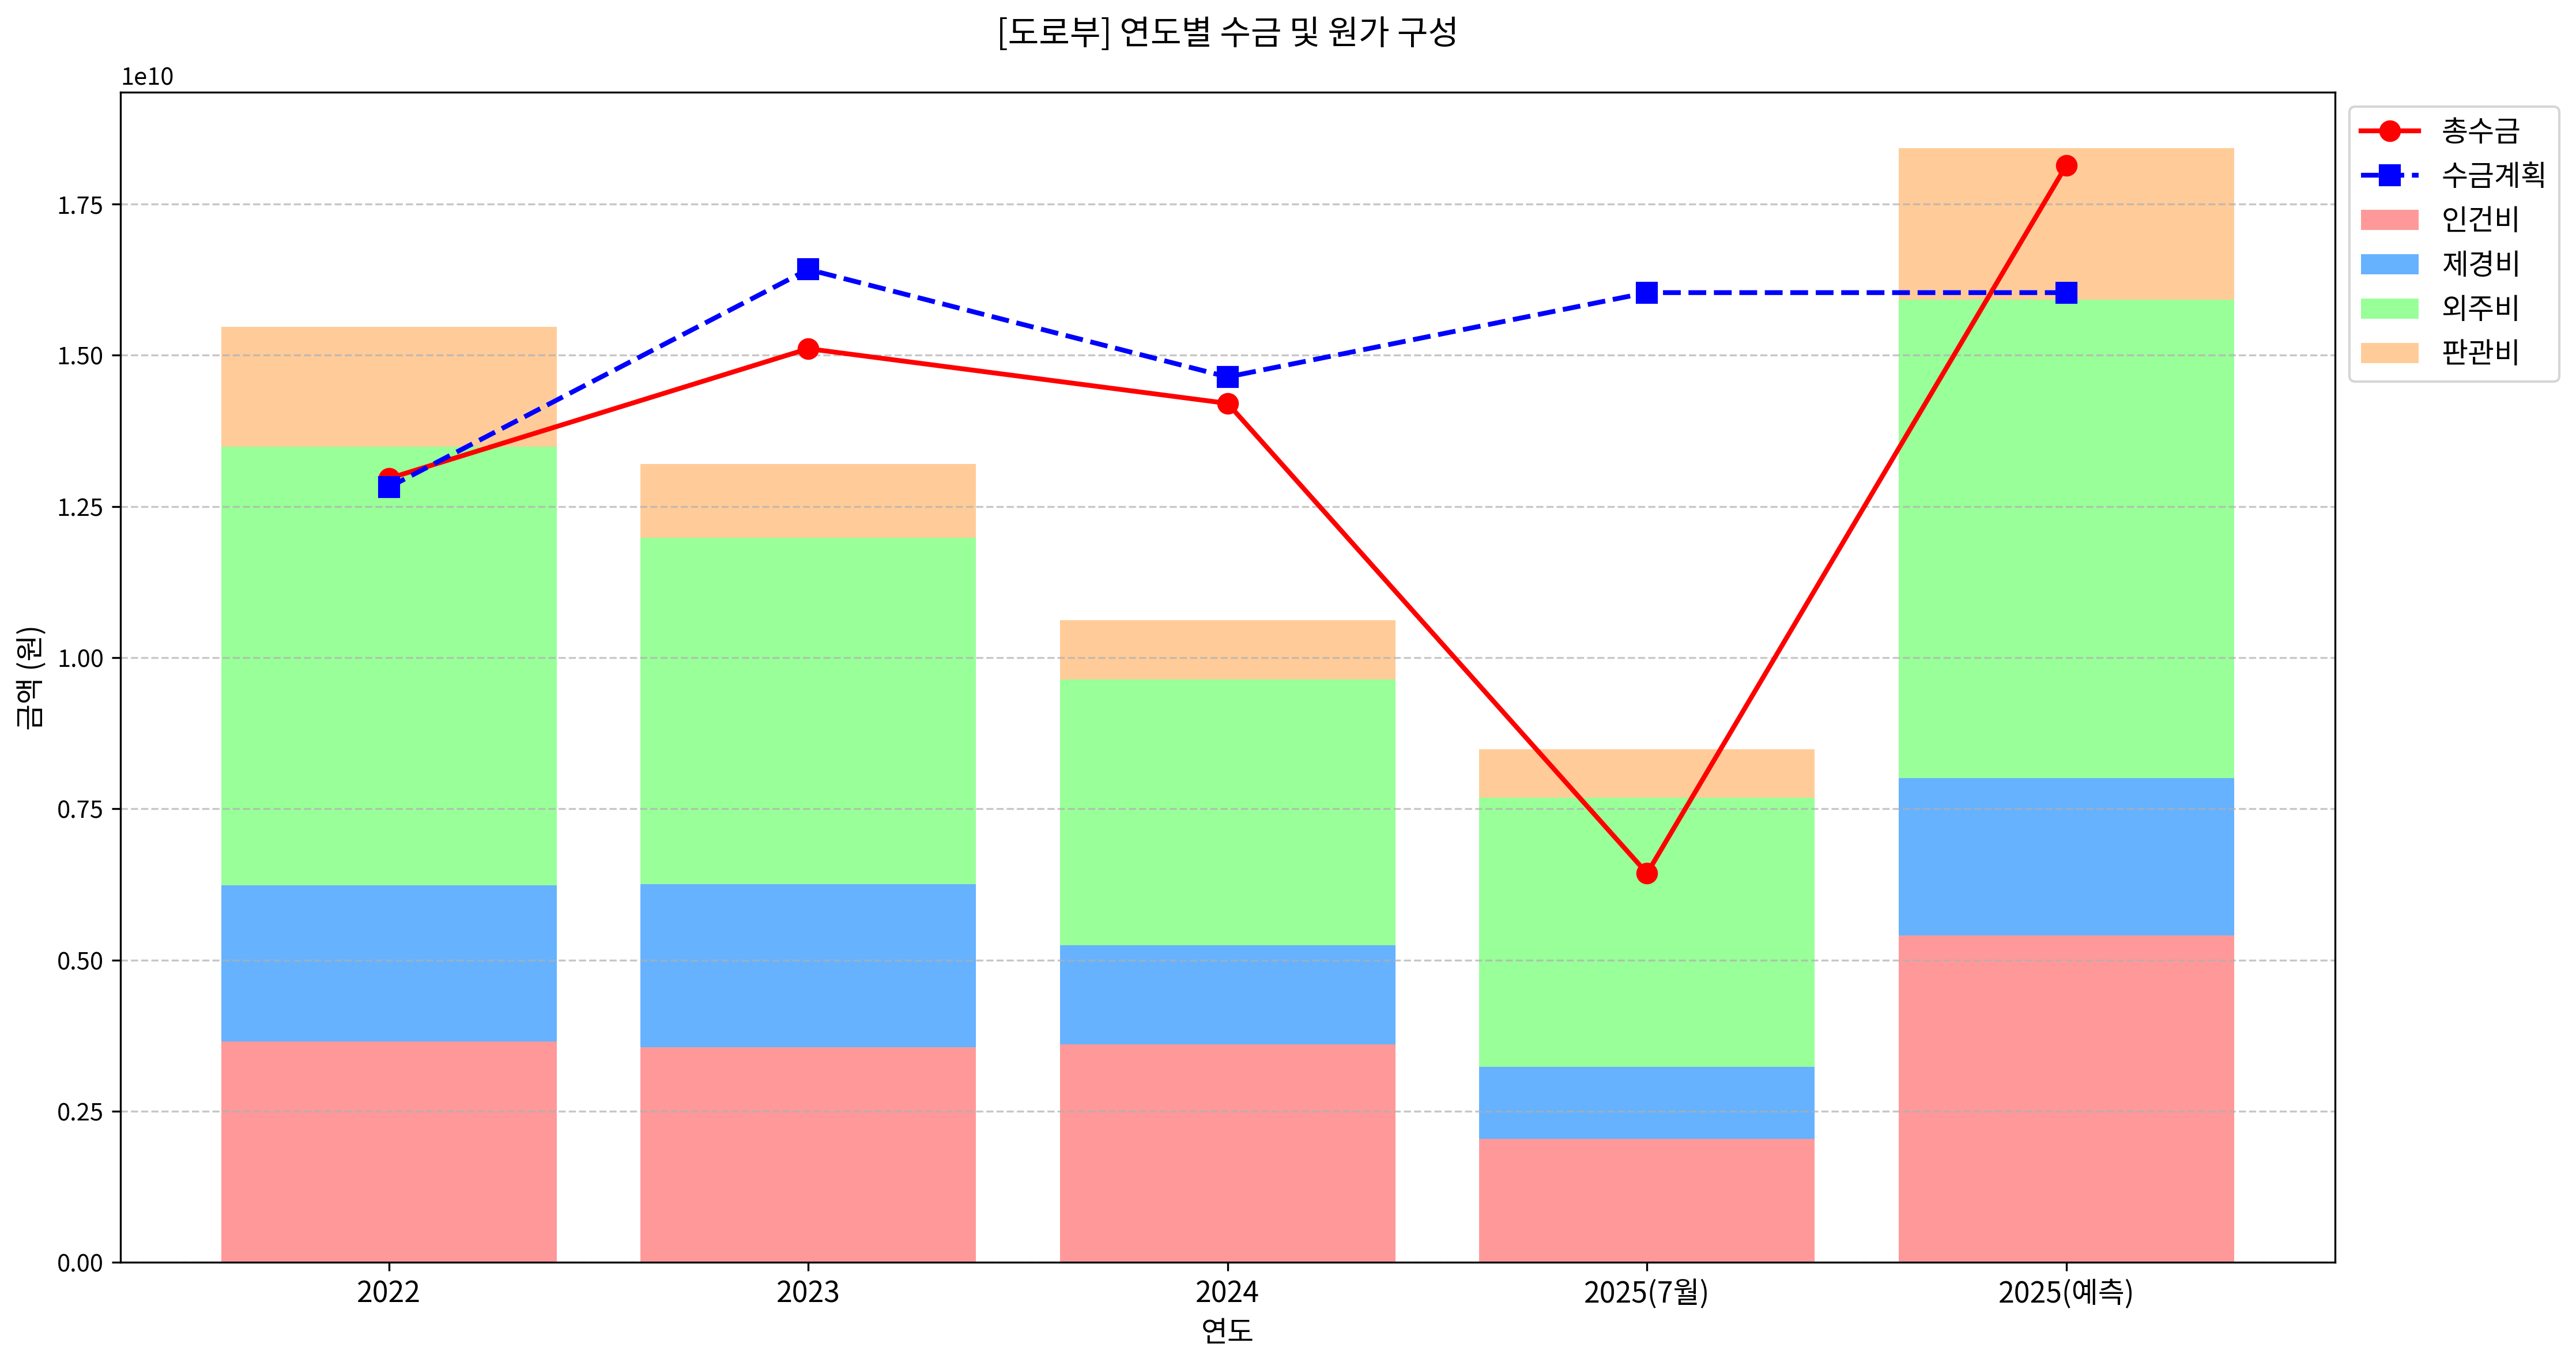 [도로부] 연도별 수금 및 원가 구성
1e10
1.75
1.50
1.25
1.00
0.75
0.50
0.25
0.00
금액 (원)
2022
2023
2024
2025(7월)
2025(예측)
연도
총수금
수금계획
인건비
제경비
외주비
판관비